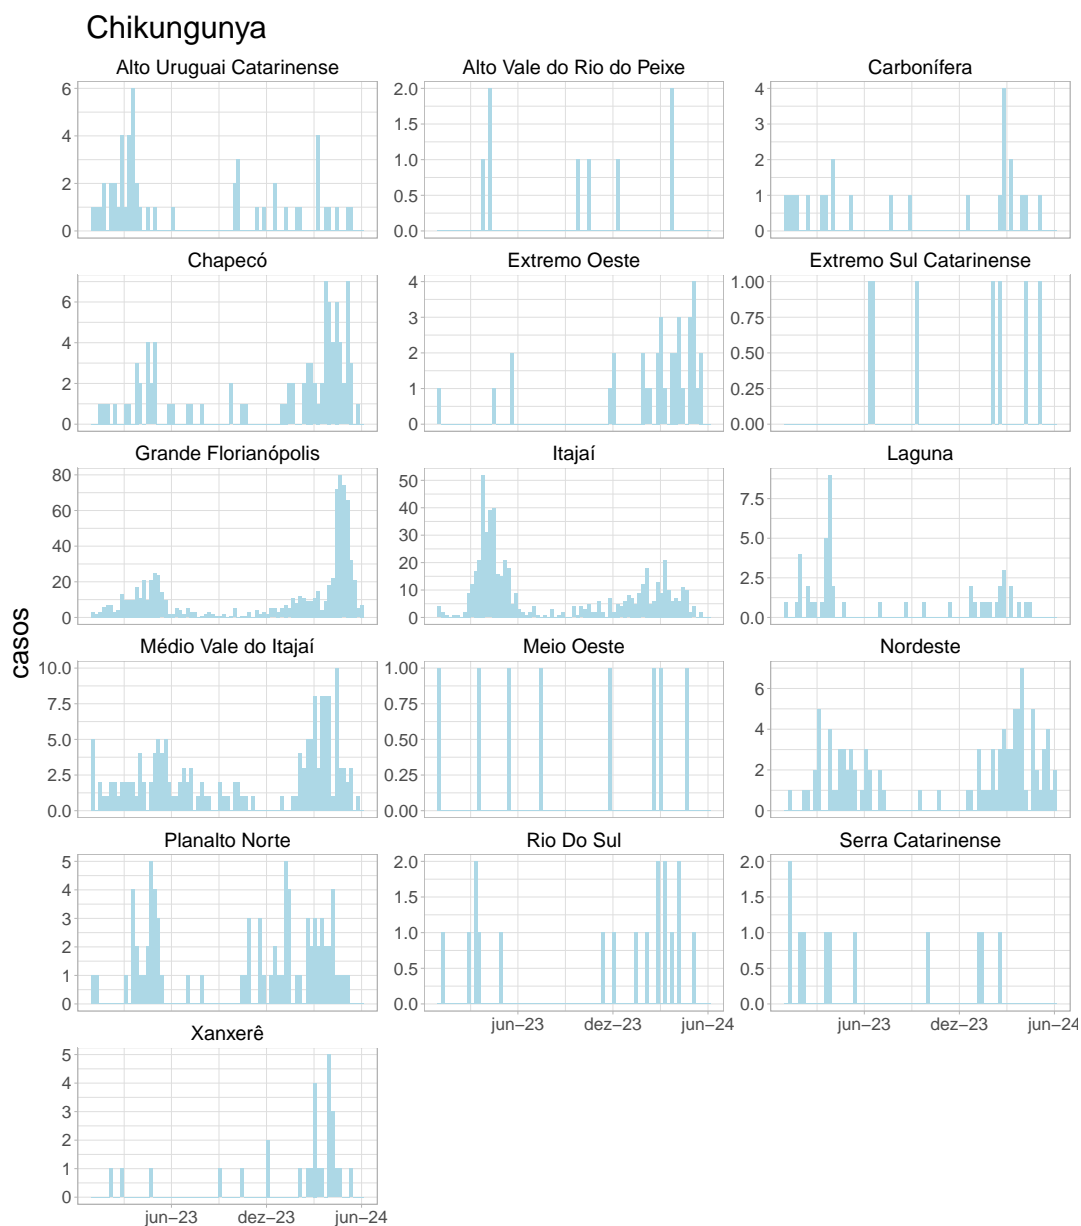 Chikungunya
Alto Uruguai Catarinense
Alto Vale do Rio do Peixe
Carbonífera
6
4
2
0
2.0
1.5
1.0
0.5
0.0
4
3
2
1
0
Chapecó
Extremo Oeste
Extremo Sul Catarinense
6
4
2
0
4
3
2
1
0
1.00
0.75
0.50
0.25
0.00
Grande Florianópolis
Itajaí
Laguna
80
60
40
20
0
50
40
30
20
10
0
7.5
5.0
2.5
0.0
casos
Médio Vale do Itajaí
Meio Oeste
Nordeste
10.0
7.5
5.0
2.5
0.0
1.00
0.75
0.50
0.25
0.00
6
4
2
0
Planalto Norte
Rio Do Sul
Serra Catarinense
5
4
3
2
1
0
2.0
1.5
1.0
0.5
0.0
2.0
1.5
1.0
0.5
0.0
jun−23
dez−23
jun−24
jun−23
dez−23
jun−24
Xanxerê
5
4
3
2
1
0
jun−23
dez−23
jun−24